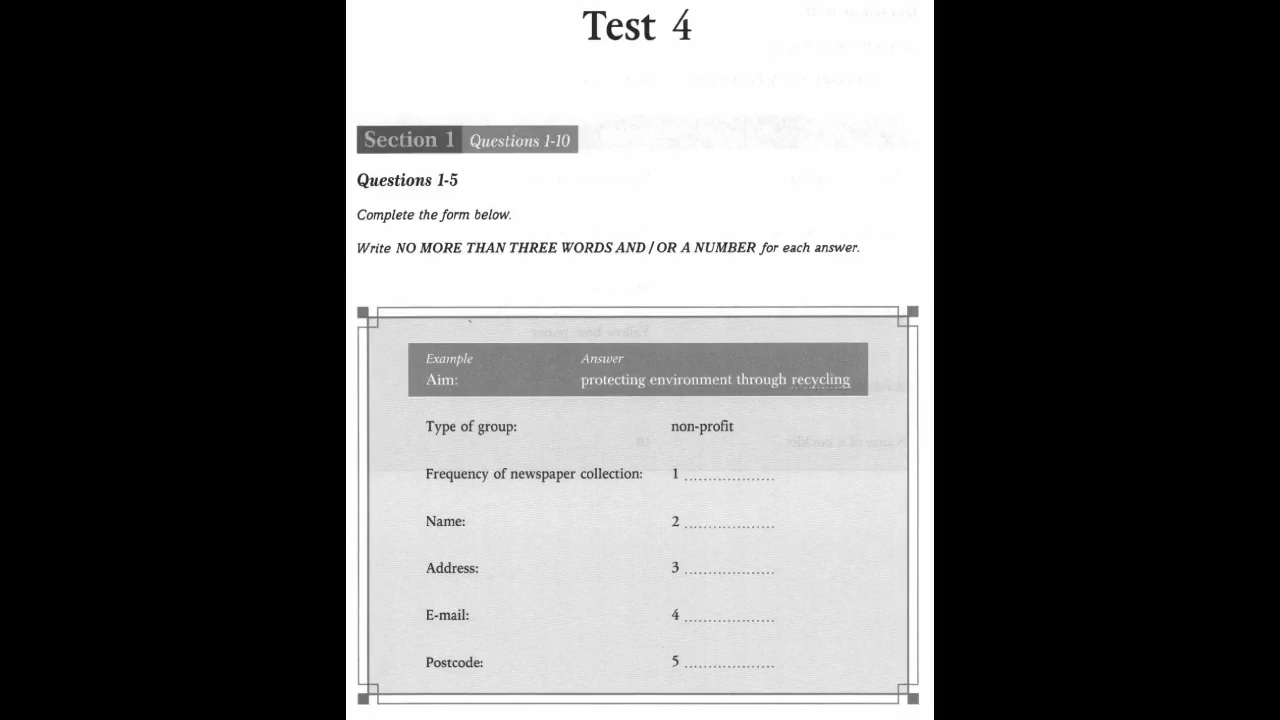 Test 4
Section 1 Questions 1-10
Questions 1-5
Complete the form below.
Write NO MORE THAN THREE WORDS AND / OR A NUMBER for each answer.
Example Answer
Aim: protecting environment through recycling
Type of group: non-profit
Frequency of newspaper collection: 1 ...................
Name: 2 ...................
Address: 3 ...................
E-mail: 4 ...................
Postcode: 5 ...................